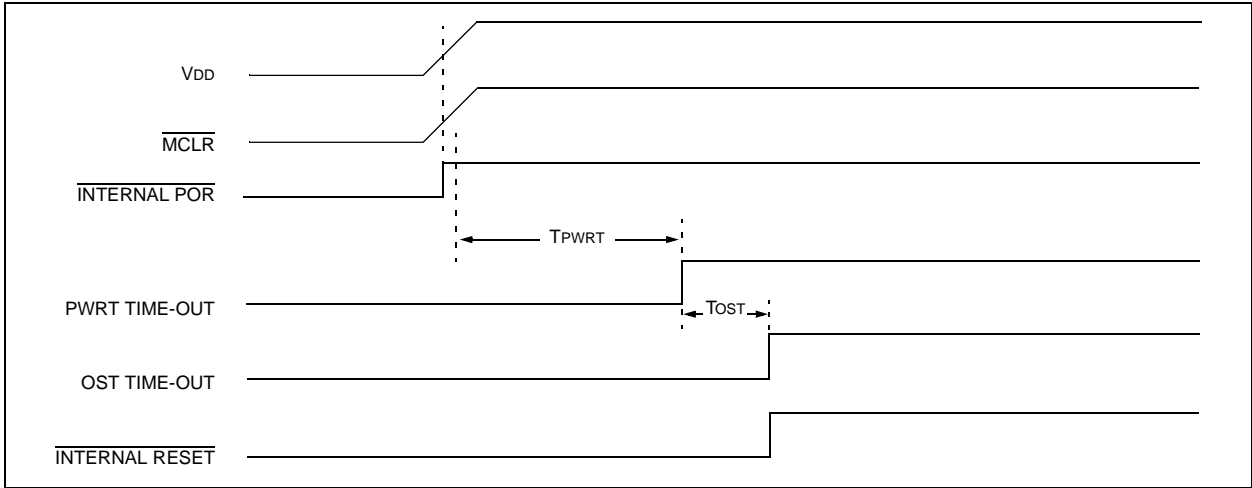 VDD
MCLR
INTERNAL POR
TPWRT
PWRT TIME-OUT
TOST
OST TIME-OUT
INTERNAL RESET